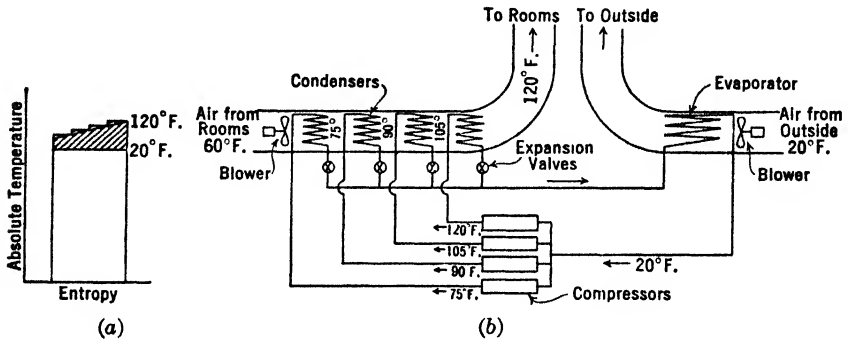 Absolute Temperature
120°F.
20°F.
Entropy
(a)
To Rooms
To Outside
120°F.
Condensers
Evaporator
Air from
Rooms
60°F.
Blower
75°
90°
105°
Expansion
Valves
Air from
Outside
20°F.
Blower
120°F.
105°F.
90 F.
75°F.
20°F.
Compressors
(b)